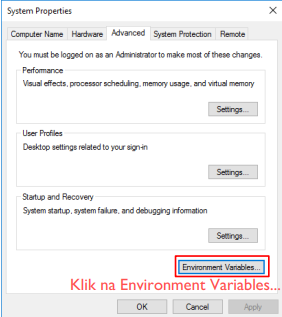 System Properties
Computer Name Hardware Advanced System Protection Remote
You must be logged on as an Administrator to make most of these changes.
Performance
Visual effects, processor scheduling, memory usage, and virtual memory
Settings...
User Profiles
Desktop settings related to your sign-in
Settings...
Startup and Recovery
System startup, system failure, and debugging information
Settings...
Environment Variables...
Klik na Environment Variables...
OK Cancel Apply